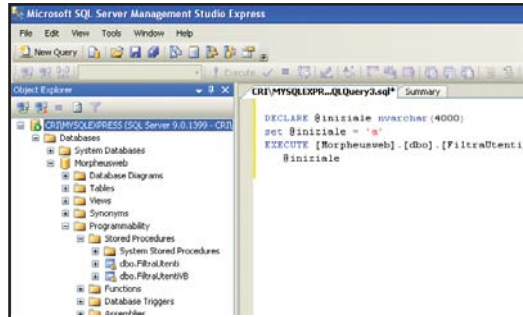 Microsoft SQL Server Management Studio Express
File Edit View Tools Window Help
New Query
Execute
Object Explorer
CRI\MYSQLEXPR...QLQuery3.sql* Summary
CRI\MYSQLEXPRESS (SQL Server 9.0.1399 - CRI\
Databases
System Databases
Morpheusweb
Database Diagrams
Tables
Views
Synonyms
Programmability
Stored Procedures
System Stored Procedures
dbo.FiltraUtenti
dbo.FiltraUtentiVB
Functions
Database Triggers
Assemblies
DECLARE @iniziale nvarchar(4000)
set @iniziale = 'a'
EXECUTE [Morpheusweb].[dbo].[FiltraUtenti
@iniziale